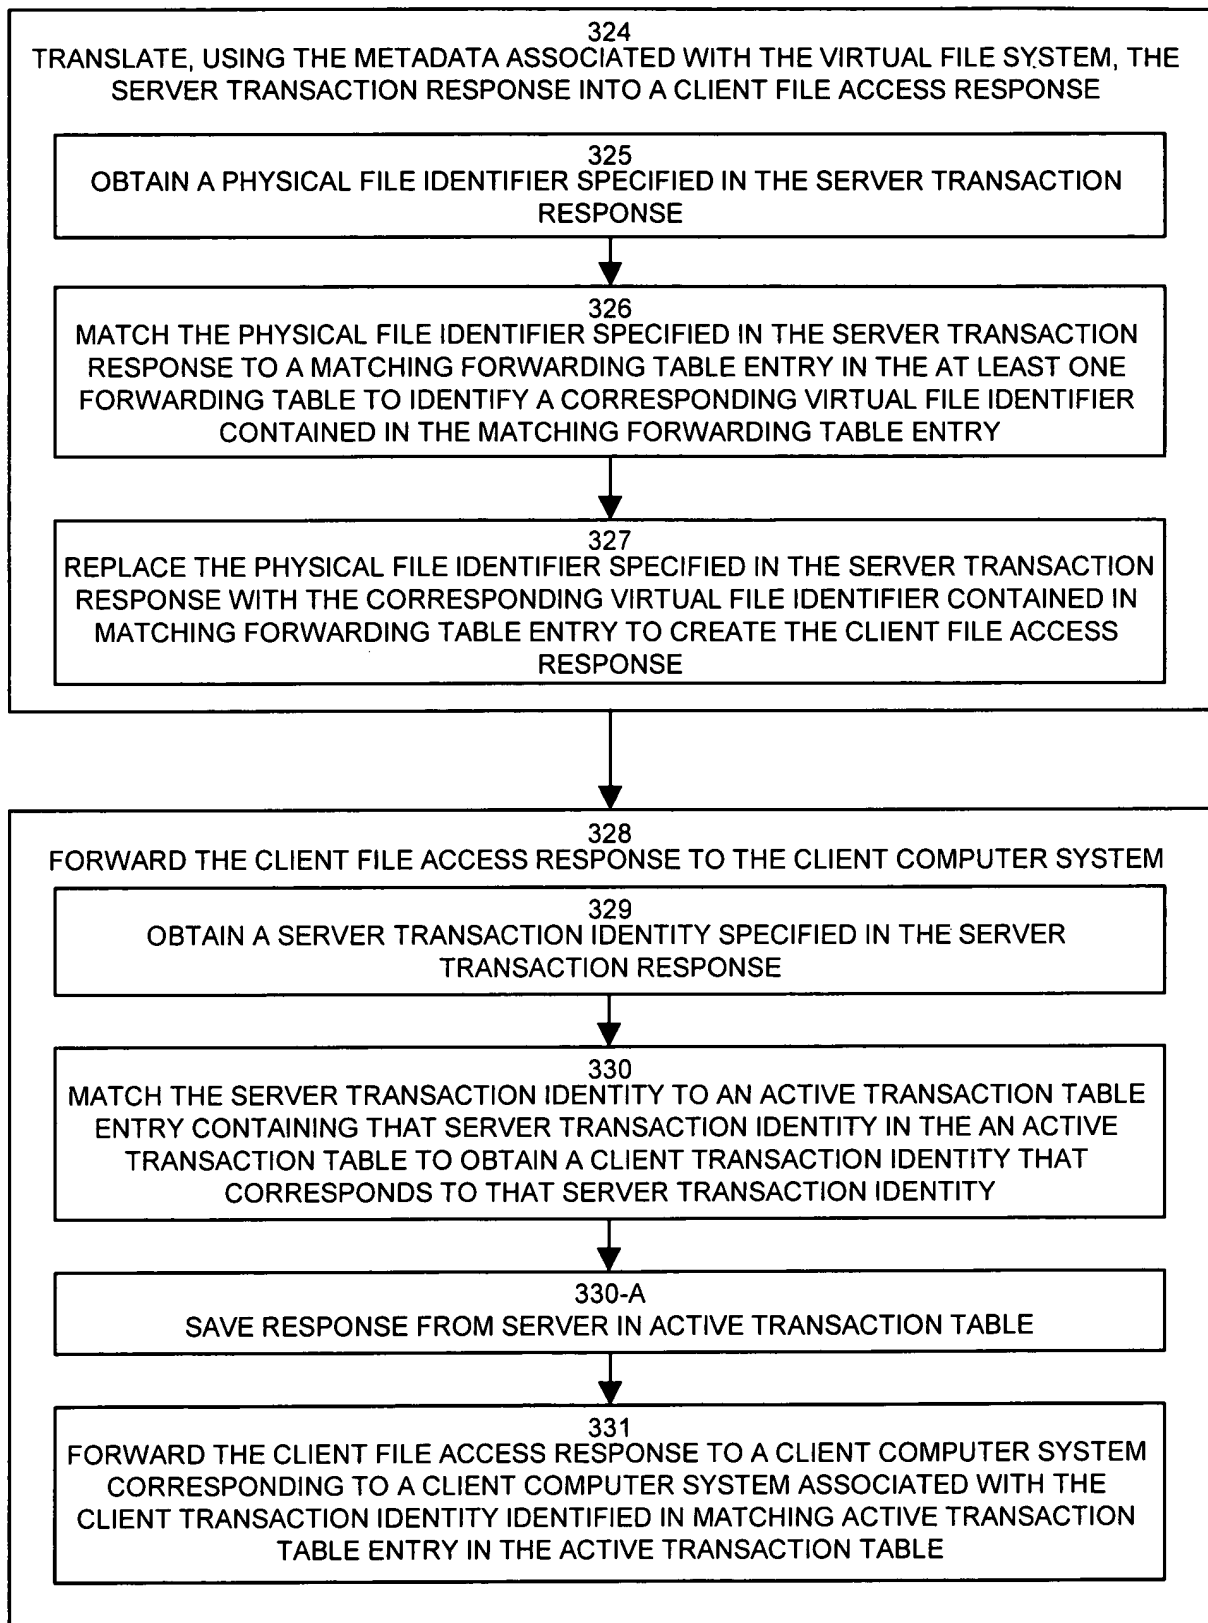 324
TRANSLATE, USING THE METADATA ASSOCIATED WITH THE VIRTUAL FILE SYSTEM, THE
SERVER TRANSACTION RESPONSE INTO A CLIENT FILE ACCESS RESPONSE
325
OBTAIN A PHYSICAL FILE IDENTIFIER SPECIFIED IN THE SERVER TRANSACTION
RESPONSE
326
MATCH THE PHYSICAL FILE IDENTIFIER SPECIFIED IN THE SERVER TRANSACTION
RESPONSE TO A MATCHING FORWARDING TABLE ENTRY IN THE AT LEAST ONE
FORWARDING TABLE TO IDENTIFY A CORRESPONDING VIRTUAL FILE IDENTIFIER
CONTAINED IN THE MATCHING FORWARDING TABLE ENTRY
327
REPLACE THE PHYSICAL FILE IDENTIFIER SPECIFIED IN THE SERVER TRANSACTION
RESPONSE WITH THE CORRESPONDING VIRTUAL FILE IDENTIFIER CONTAINED IN
MATCHING FORWARDING TABLE ENTRY TO CREATE THE CLIENT FILE ACCESS
RESPONSE
328
FORWARD THE CLIENT FILE ACCESS RESPONSE TO THE CLIENT COMPUTER SYSTEM
329
OBTAIN A SERVER TRANSACTION IDENTITY SPECIFIED IN THE SERVER
TRANSACTION RESPONSE
330
MATCH THE SERVER TRANSACTION IDENTITY TO AN ACTIVE TRANSACTION TABLE
ENTRY CONTAINING THAT SERVER TRANSACTION IDENTITY IN THE AN ACTIVE
TRANSACTION TABLE TO OBTAIN A CLIENT TRANSACTION IDENTITY THAT
CORRESPONDS TO THAT SERVER TRANSACTION IDENTITY
330-A
SAVE RESPONSE FROM SERVER IN ACTIVE TRANSACTION TABLE
331
FORWARD THE CLIENT FILE ACCESS RESPONSE TO A CLIENT COMPUTER SYSTEM
CORRESPONDING TO A CLIENT COMPUTER SYSTEM ASSOCIATED WITH THE
CLIENT TRANSACTION IDENTITY IDENTIFIED IN MATCHING ACTIVE TRANSACTION
TABLE ENTRY IN THE ACTIVE TRANSACTION TABLE